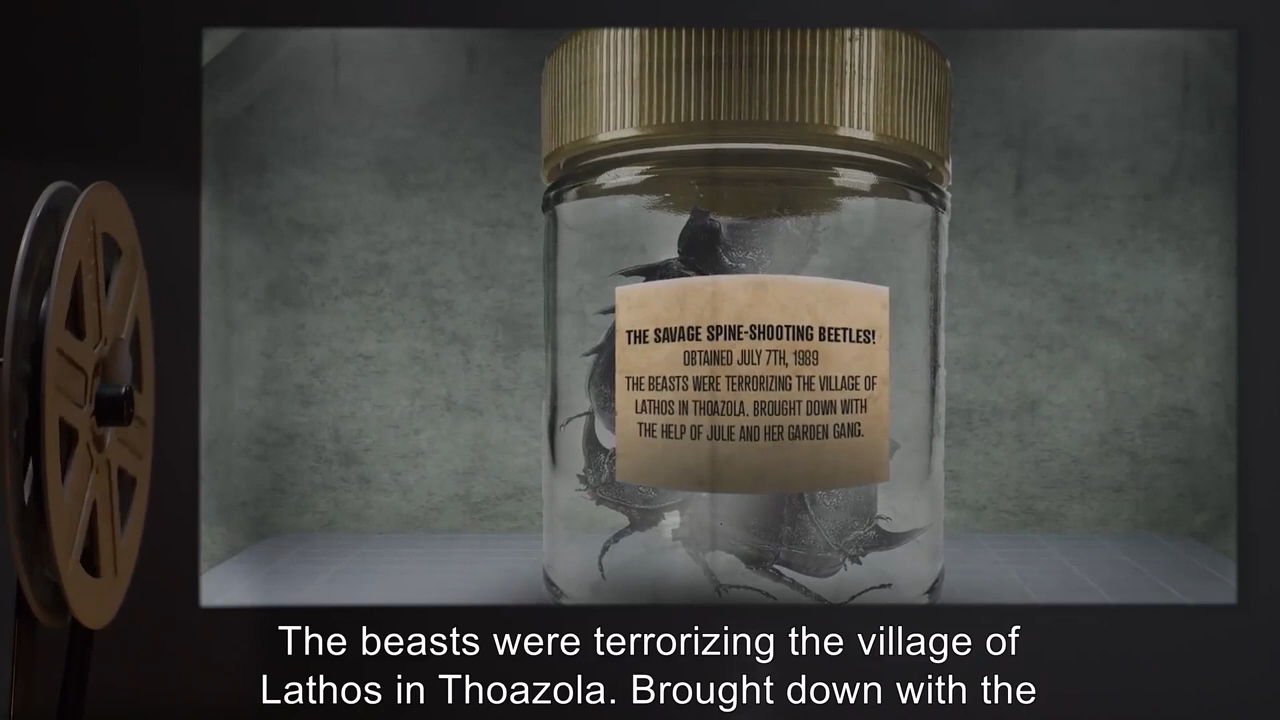 THE SAVAGE SPINE-SHOOTING BEETLES!
OBTAINED JULY 7TH, 1989
THE BEASTS WERE TERRORIZING THE VILLAGE OF
LATHOS IN THOAZOLA. BROUGHT DOWN WITH
THE HELP OF JULIE AND HER GARDEN GANG.
The beasts were terrorizing the village of
Lathos in Thoazola. Brought down with the